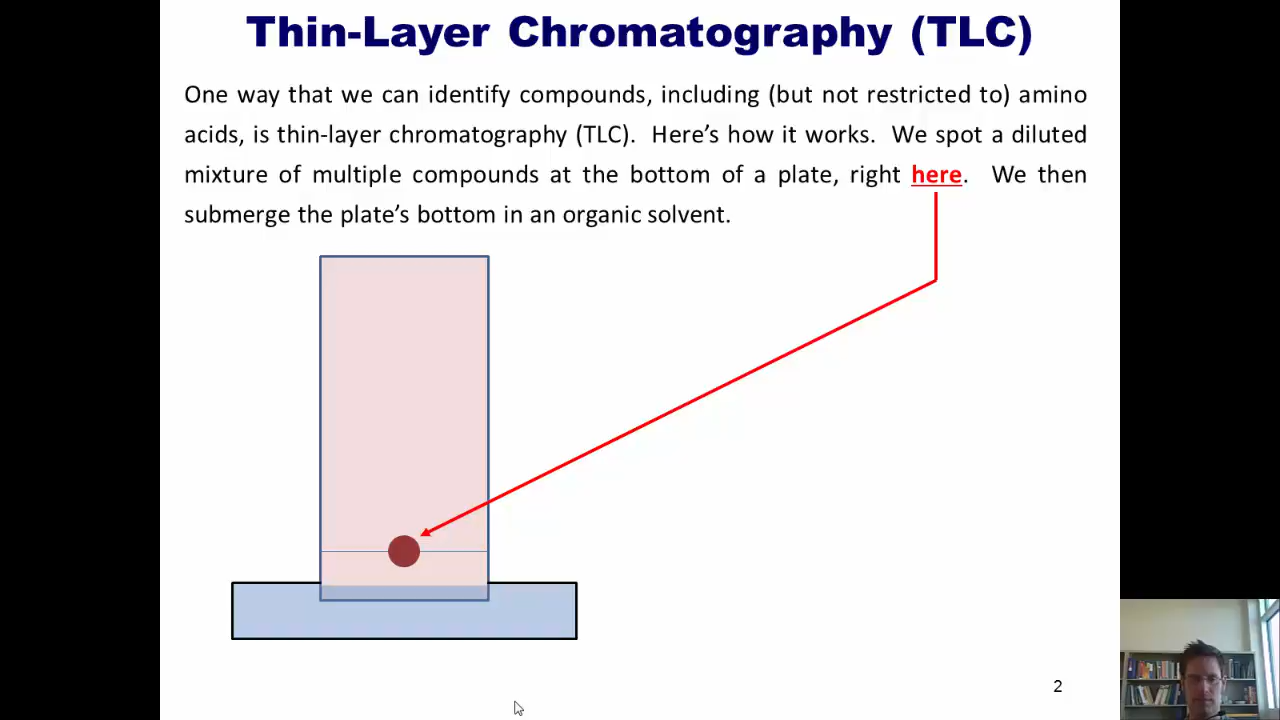 Thin-Layer Chromatography (TLC)
One way that we can identify compounds, including (but not restricted to) amino
acids, is thin-layer chromatography (TLC).  Here’s how it works.  We spot a diluted
mixture of multiple compounds at the bottom of a plate, right here.  We then
submerge the plate’s bottom in an organic solvent.
2